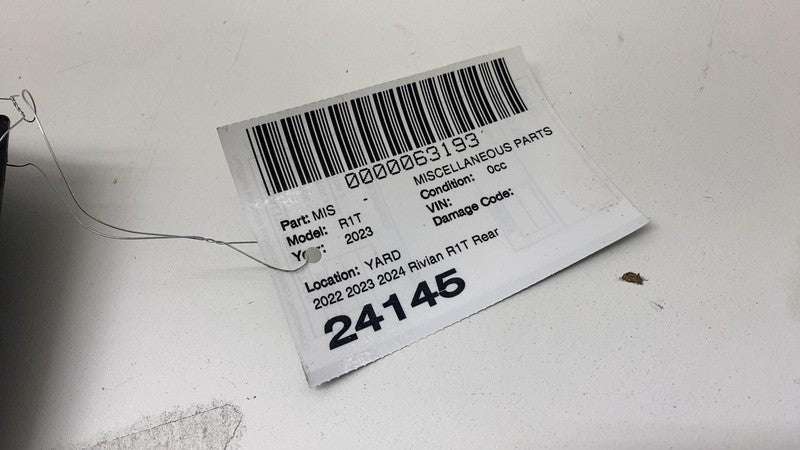 0000063193
Part: MIS MISCELLANEOUS PARTS
Model: R1T Condition: 0cc
Year: 2023 VIN:
Damage Code:
Location: YARD
2022 2023 2024 Rivian R1T Rear
24145